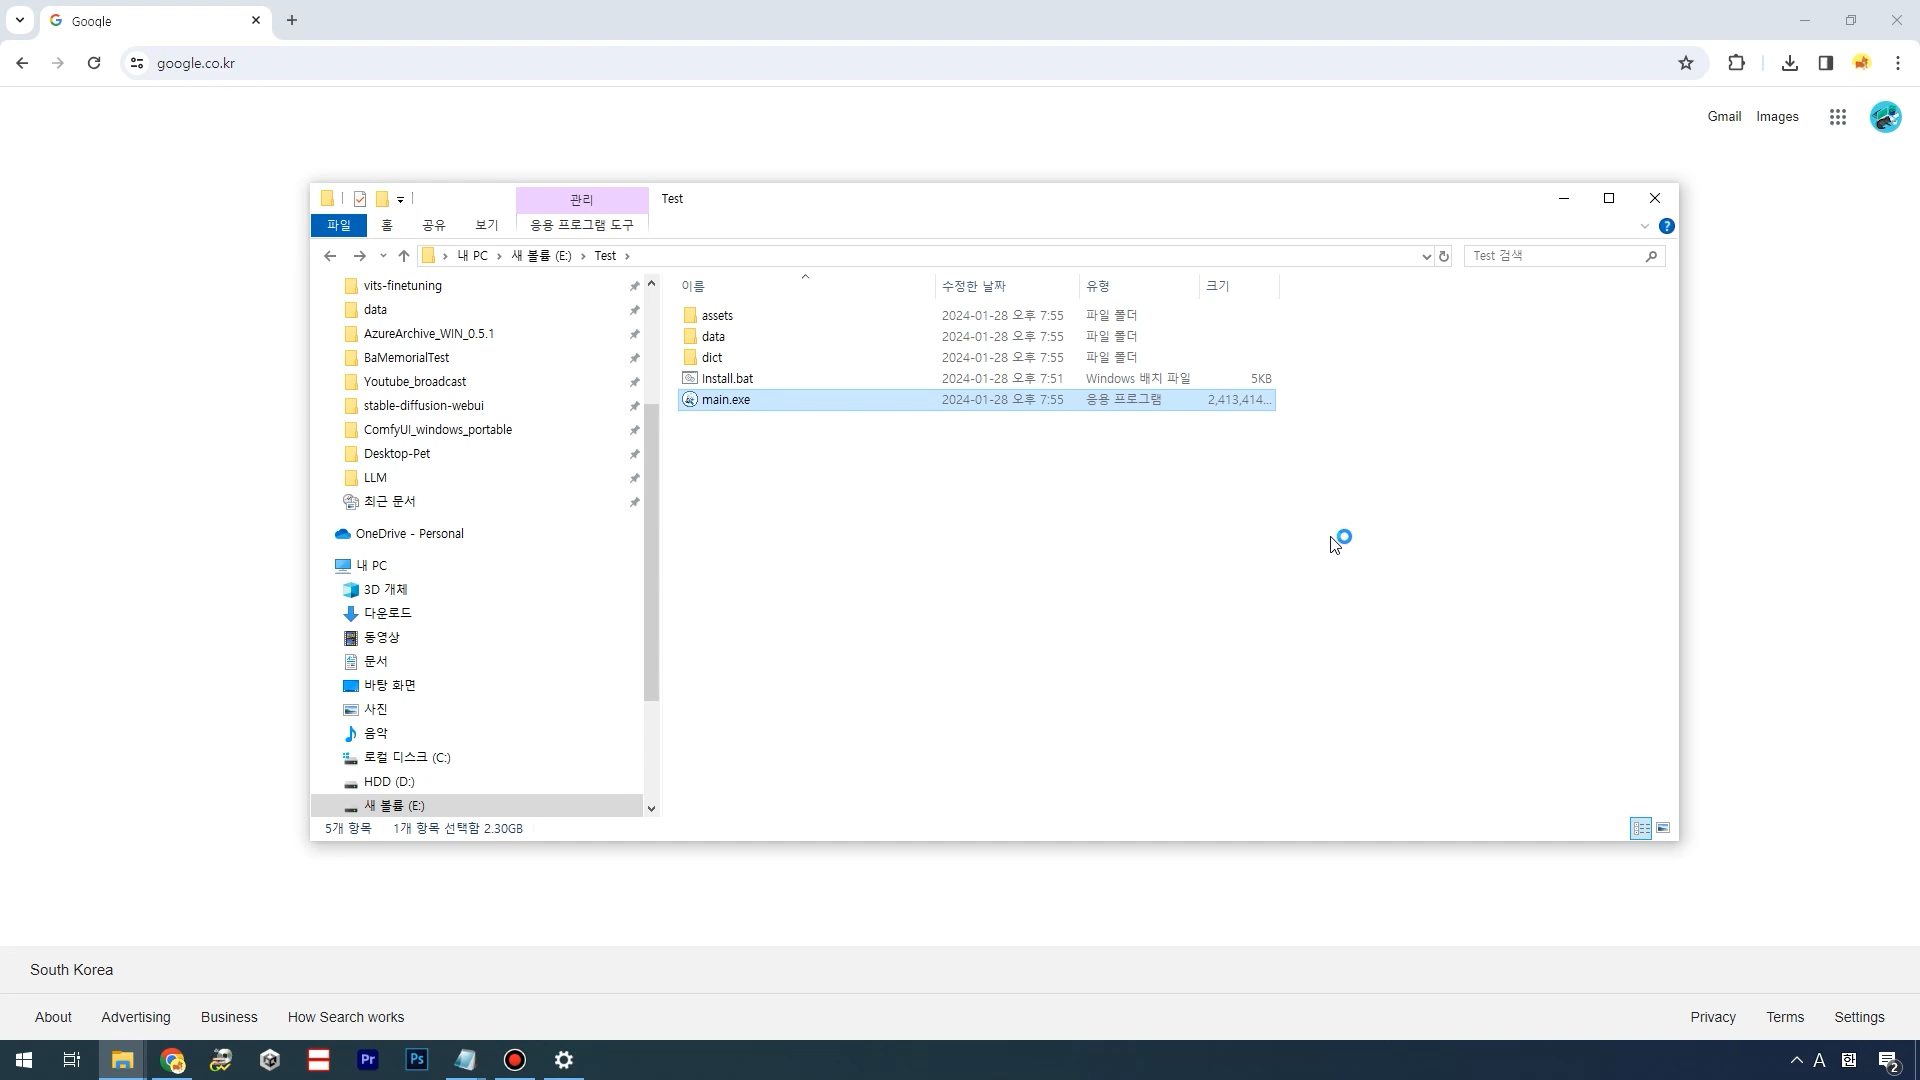 Google
google.co.kr
Gmail Images
관리
Test
파일 홈 공유 보기 응용 프로그램 도구
내 PC 새 볼륨 (E:) Test
Test 검색
이름 수정한 날짜 유형 크기
vits-finetuning
data
AzureArchive_WIN_0.5.1
BaMemorialTest
Youtube_broadcast
stable-diffusion-webui
ComfyUI_windows_portable
Desktop-Pet
LLM
최근 문서
OneDrive - Personal
내 PC
3D 개체
다운로드
동영상
문서
바탕 화면
사진
음악
로컬 디스크 (C:)
HDD (D:)
새 볼륨 (E:)
assets 2024-01-28 오후 7:55 파일 폴더
data 2024-01-28 오후 7:55 파일 폴더
dict 2024-01-28 오후 7:55 파일 폴더
Install.bat 2024-01-28 오후 7:51 Windows 배치 파일 5KB
main.exe 2024-01-28 오후 7:55 응용 프로그램 2,413,414...
5개 항목 1개 항목 선택함 2.30GB
South Korea
About Advertising Business How Search works
Privacy Terms Settings
Pr Ps
A 한 2